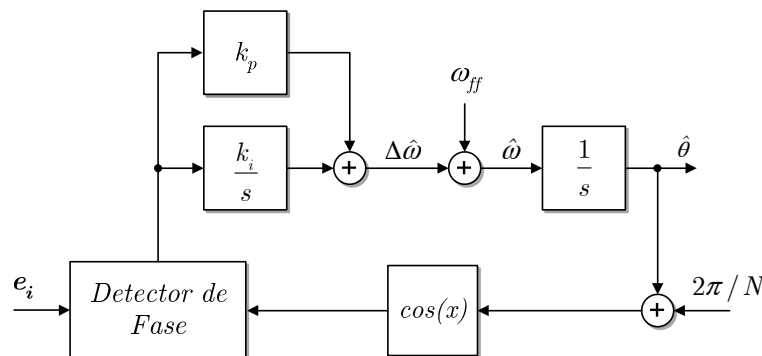 k_p
ω_ff
k_i
s
+
Δω̂
+
ω̂
1
s
θ̂
e_i
Detector de
Fase
cos(x)
+
2π / N